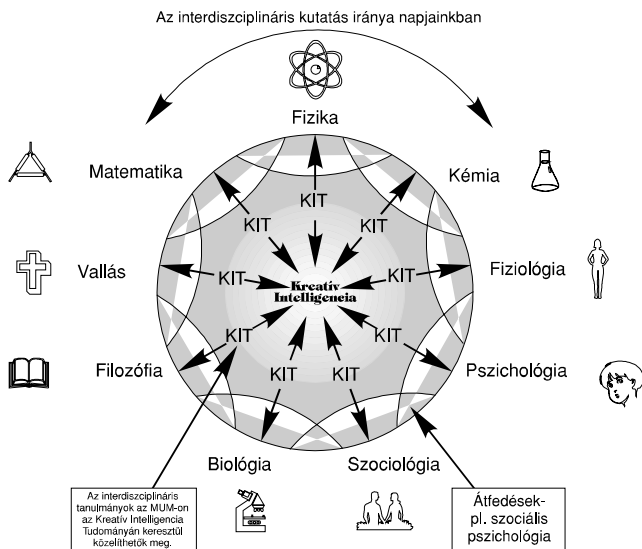 Az interdiszciplináris kutatás iránya napjainkban
Fizika
Matematika
Kémia
KIT
KIT
KIT
Vallás
KIT
KIT
Fiziológia
Kreatív
Intelligencia
Filozófia
KIT
KIT
Pszichológia
KIT
KIT
Biológia
Szociológia
Az interdiszciplináris
tanulmányok az MUM-on
az Kreatív Intelligencia
Tudományán keresztül
közelíthetők meg.
Átfedések-
pl. szociális
pszichológia